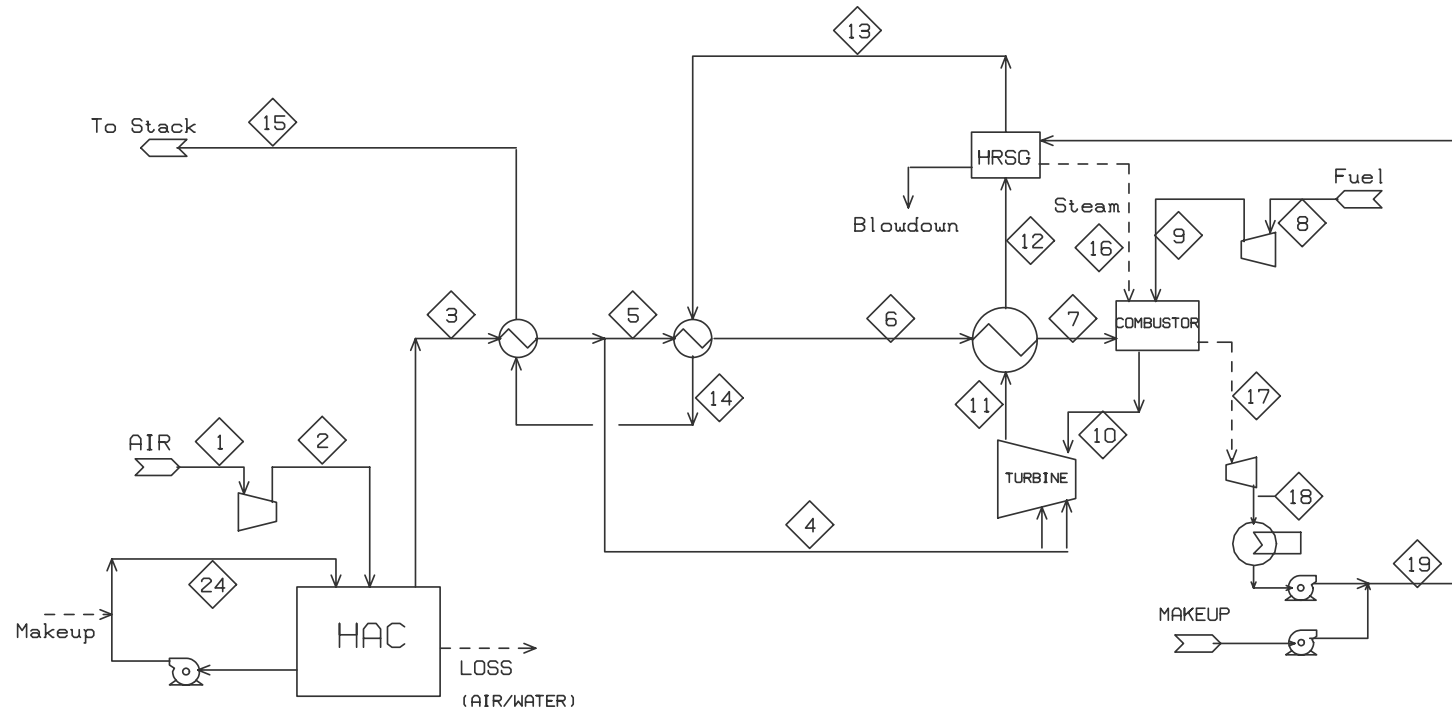 13
To Stack
15
HRSG
Fuel
Steam
Blowdown
12
16
9
8
3
5
6
7
COMBUSTOR
14
11
17
10
AIR
1
2
TURBINE
18
4
19
24
MAKEUP
Makeup
HAC
LOSS
(AIR/WATER)